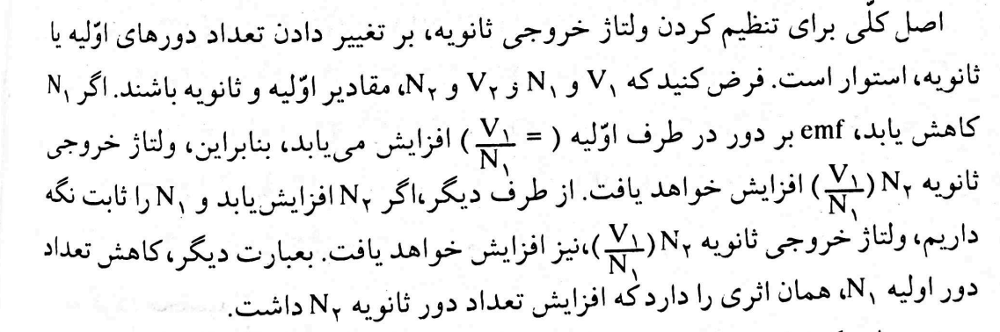 اصل کلّی برای تنظیم کردن ولتاژ خروجی ثانویه، بر تغییر دادن تعداد دورهای اوّلیه یا
ثانویه، استوار است. فرض کنید که V۱ و N۱ و V۲ و N۲، مقادیر اوّلیه و ثانویه باشند. اگر N۱
کاهش یابد، emf بر دور در طرف اوّلیه (= V۱/N۱) افزایش می‌یابد، بنابراین، ولتاژ خروجی
ثانویه N۲(V۱/N۱) افزایش خواهد یافت. از طرف دیگر،اگر N۲ افزایش‌یابد و N۱ را ثابت نگه
داریم، ولتاژ خروجی ثانویه N۲(V۱/N۱)،نیز افزایش خواهد یافت. بعبارت دیگر،کاهش تعداد
دور اولیه N۱، همان اثری را دارد که افزایش تعداد دور ثانویه N۲ داشت.